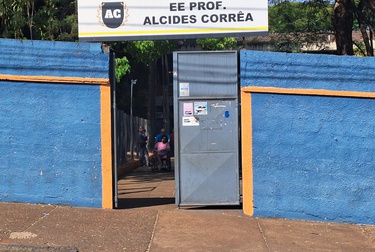 AC
EE PROF.
ALCIDES CORRÊA